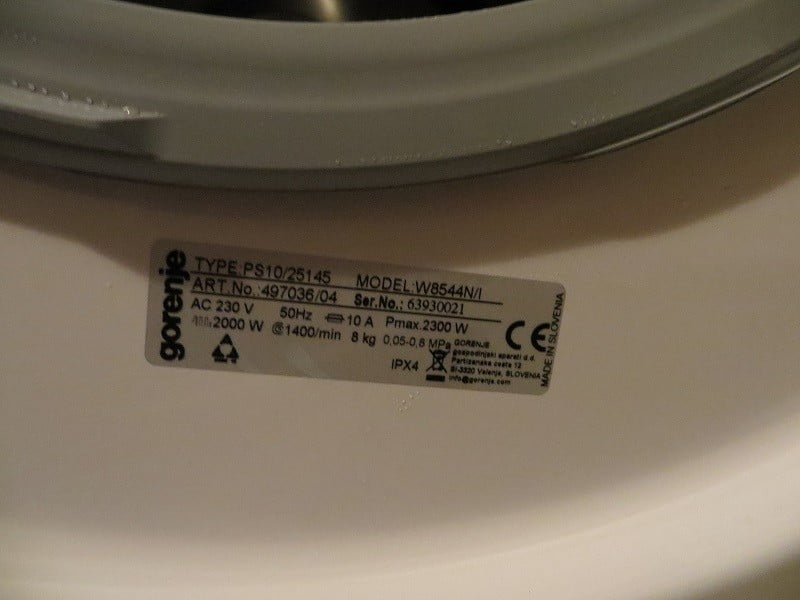 gorenje
TYPE:PS10/25145 MODEL:W8544N/I
ART.No.:497036/04 Ser.No.: 63930021
AC 230 V 50Hz 10 A Pmax.2300 W
2000 W 1400/min 8 kg 0,05-0,8 MPa
IPX4
GORENJE
gospodinjski aparati d.d.
Partizanska cesta 12
SI-3320 Velenje, SLOVENIA
info@gorenje.com
CE
MADE IN SLOVENIA